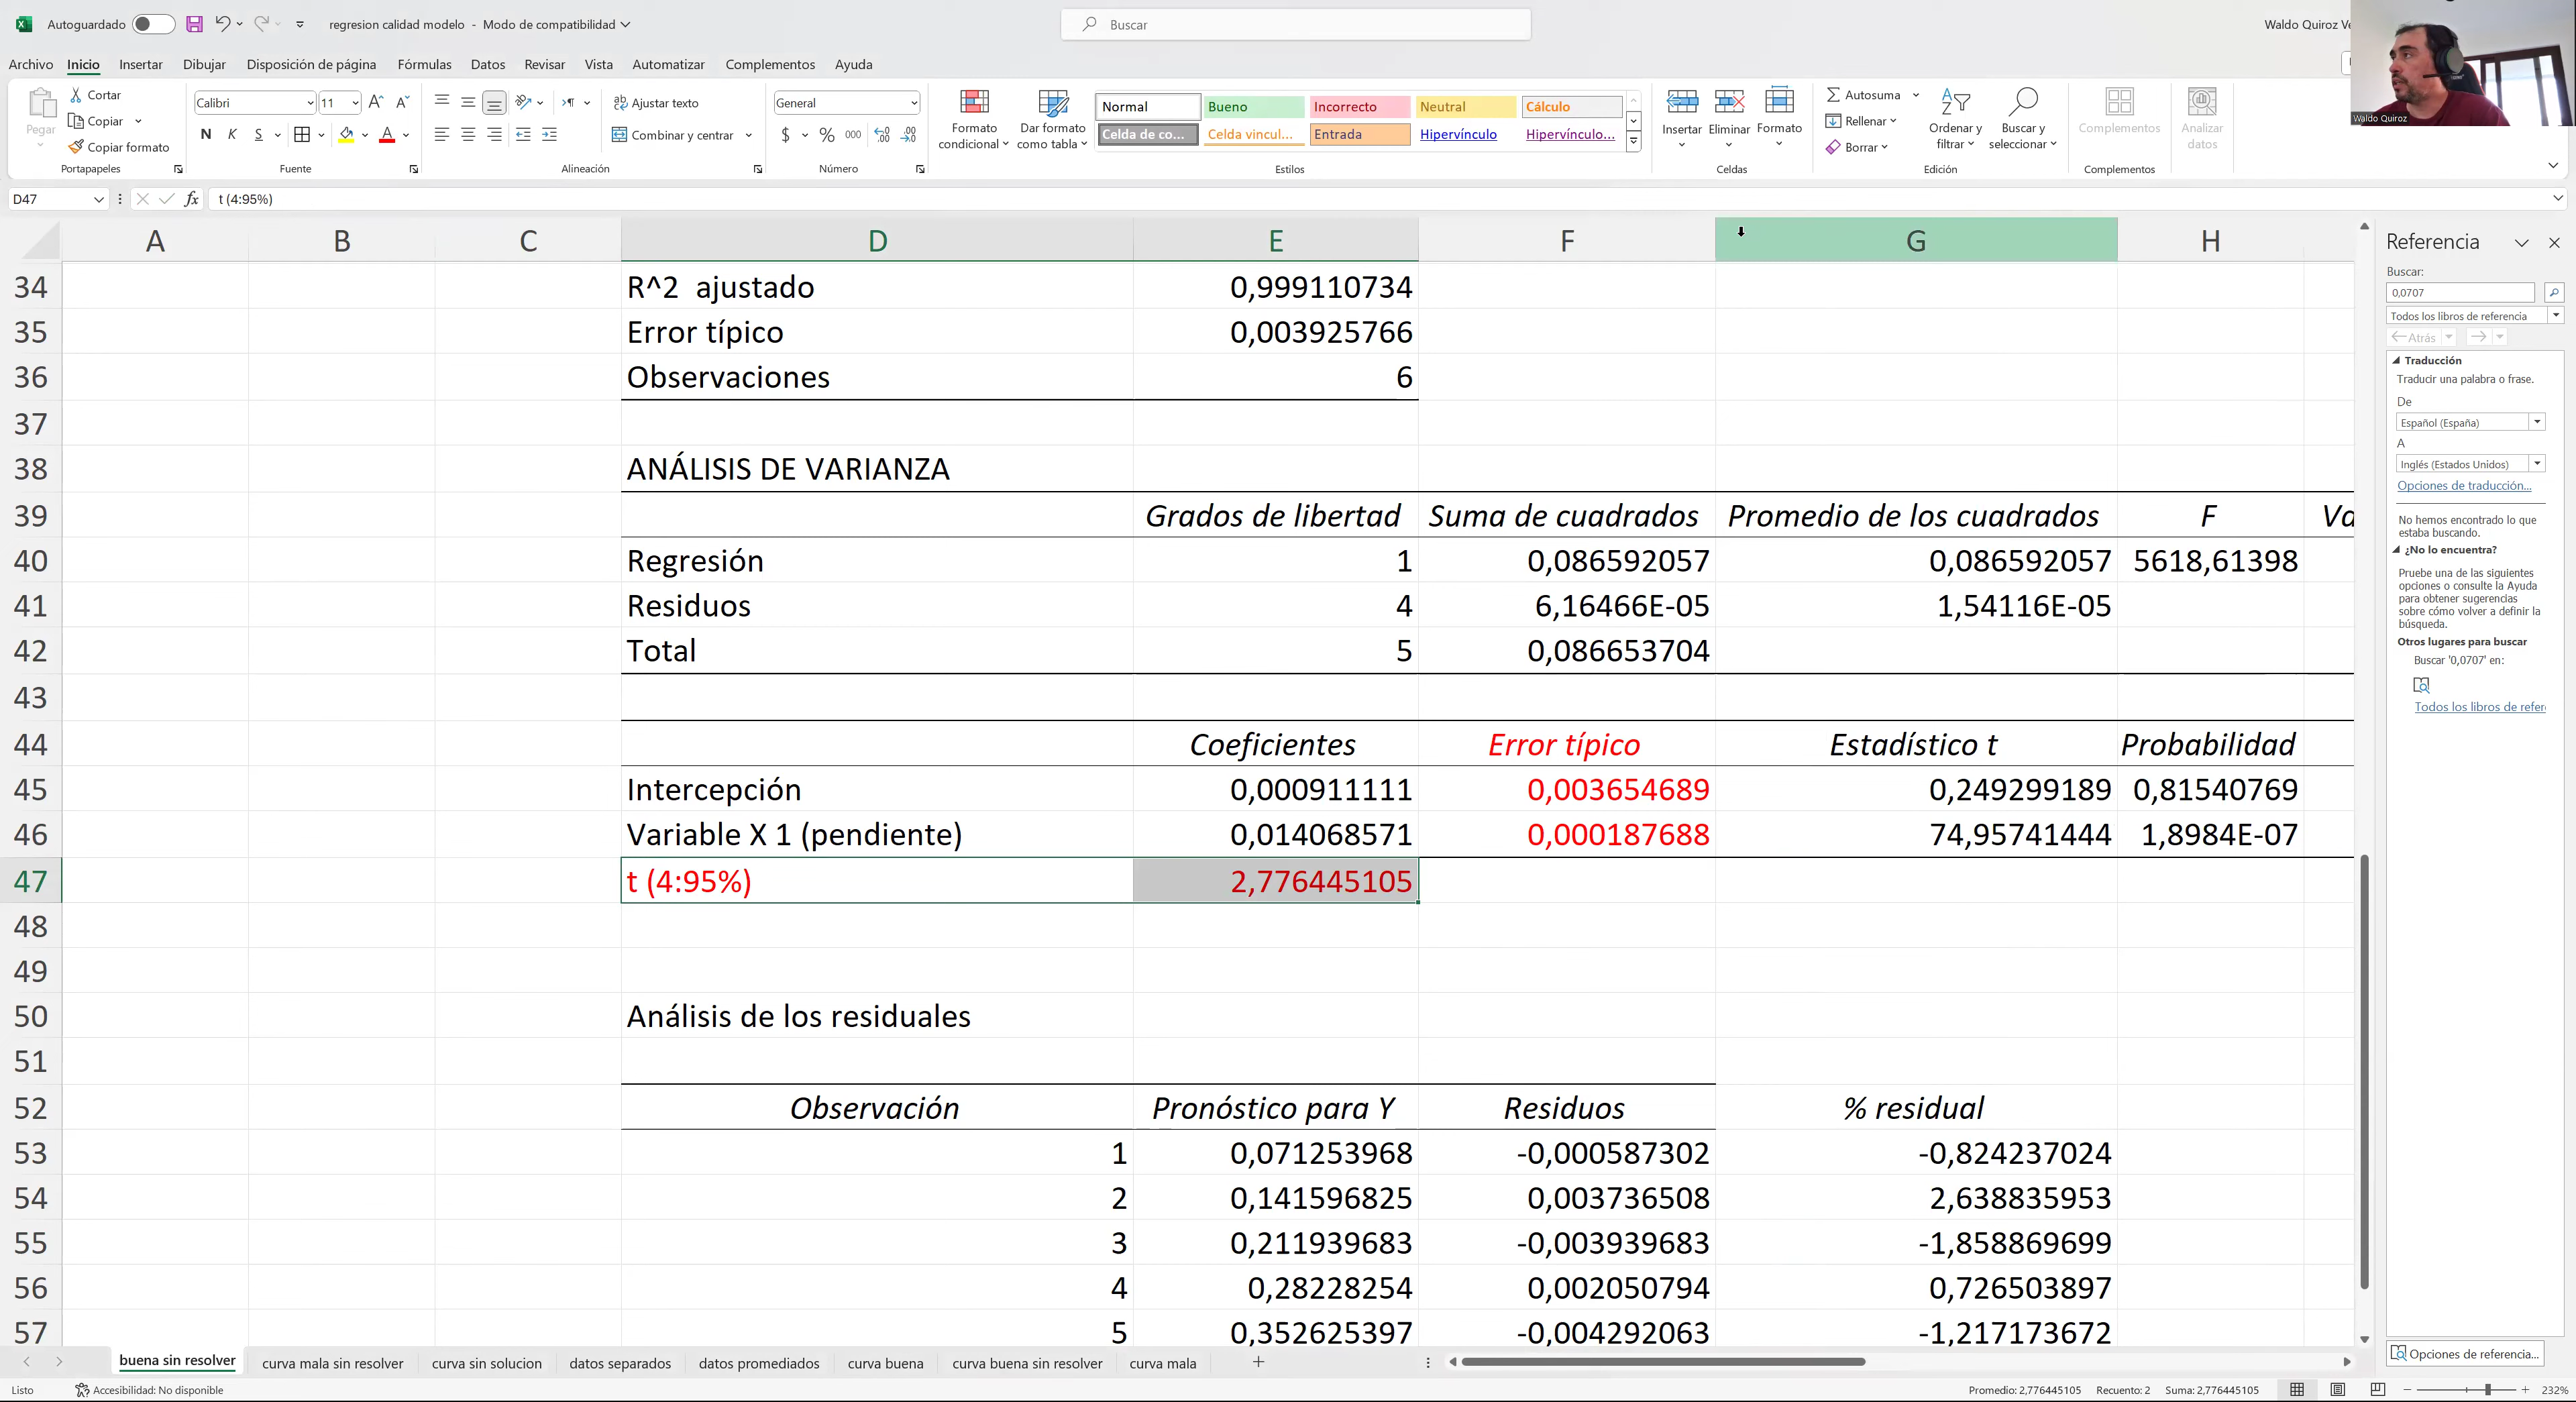 Autoguardado regresion calidad modelo - Modo de compatibilidad Buscar Waldo Quiroz
Archivo Inicio Insertar Dibujar Disposición de página Fórmulas Datos Revisar Vista Automatizar Complementos Ayuda
Pegar
Cortar
Copiar
Copiar formato
Portapapeles
Calibri 11
N K S
Fuente
Ajustar texto
Combinar y centrar
Alineación
General
$ % 000
Número
Formato condicional
Dar formato como tabla
Normal Bueno Incorrecto Neutral Cálculo
Celda de co... Celda vincul... Entrada Hipervínculo Hipervínculo...
Estilos
Insertar Eliminar Formato
Celdas
Autosuma
Rellenar
Borrar
Ordenar y filtrar
Buscar y seleccionar
Edición
Complementos
Complementos
Analizar datos
Waldo Quiroz
D47 fx t (4:95%)
A B C D E F G H
34 R^2 ajustado 0,999110734
35 Error típico 0,003925766
36 Observaciones 6
37
38 ANÁLISIS DE VARIANZA
39 Grados de libertad Suma de cuadrados Promedio de los cuadrados F Va
40 Regresión 1 0,086592057 0,086592057 5618,61398
41 Residuos 4 6,16466E-05 1,54116E-05
42 Total 5 0,086653704
43
44 Coeficientes Error típico Estadístico t Probabilidad
45 Intercepción 0,000911111 0,003654689 0,249299189 0,81540769
46 Variable X 1 (pendiente) 0,014068571 0,000187688 74,95741444 1,8984E-07
47 t (4:95%) 2,776445105
48
49
50 Análisis de los residuales
51
52 Observación Pronóstico para Y Residuos % residual
53 1 0,071253968 -0,000587302 -0,824237024
54 2 0,141596825 0,003736508 2,638835953
55 3 0,211939683 -0,003939683 -1,858869699
56 4 0,28228254 0,002050794 0,726503897
57 5 0,352625397 -0,004292063 -1,217173672
Referencia
Buscar:
0,0707
Todos los libros de referencia
Atrás
Traducción
Traducir una palabra o frase.
De
Español (España)
A
Inglés (Estados Unidos)
Opciones de traducción...
No hemos encontrado lo que
estaba buscando.
¿No lo encuentra?
Pruebe una de las siguientes
opciones o consulte la Ayuda
para obtener sugerencias
sobre cómo volver a definir la
búsqueda.
Otros lugares para buscar
Buscar '0,0707' en:
Todos los libros de refer
Opciones de referencia...
buena sin resolver curva mala sin resolver curva sin solucion datos separados datos promediados curva buena curva buena sin resolver curva mala
Listo Accesibilidad: No disponible Promedio: 2,776445105 Recuento: 2 Suma: 2,776445105 232%